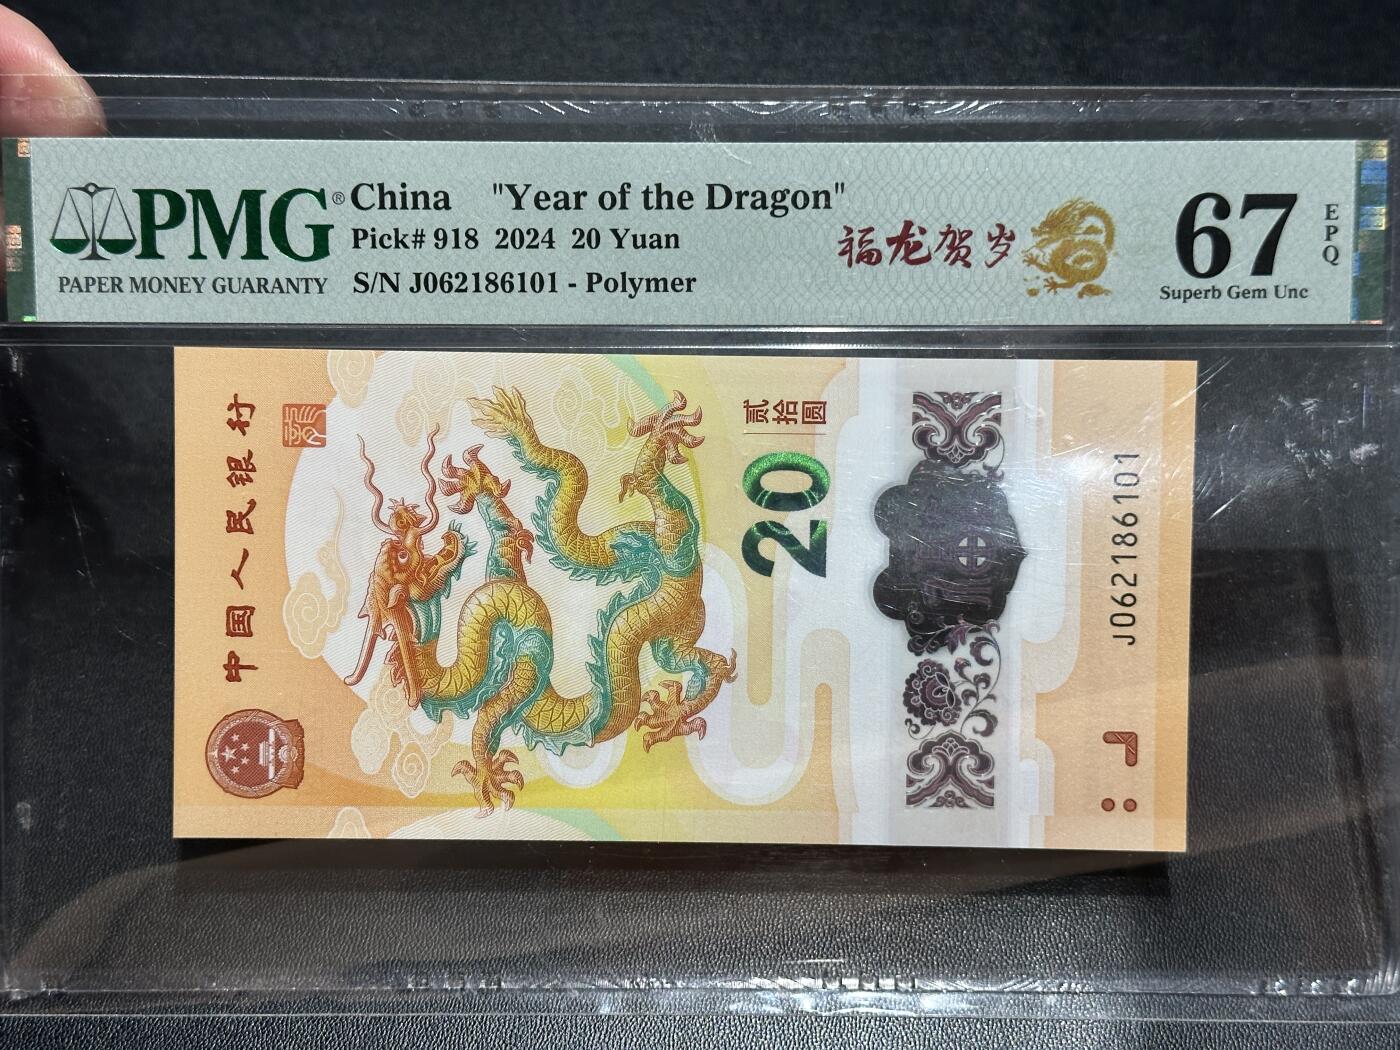 PMG®
PAPER MONEY GUARANTY
China "Year of the Dragon"
Pick# 918 2024 20 Yuan
S/N J062186101 - Polymer
福龙贺岁
67
EPQ
Superb Gem Unc
中国人民银行
贰拾圆
20
J062186101